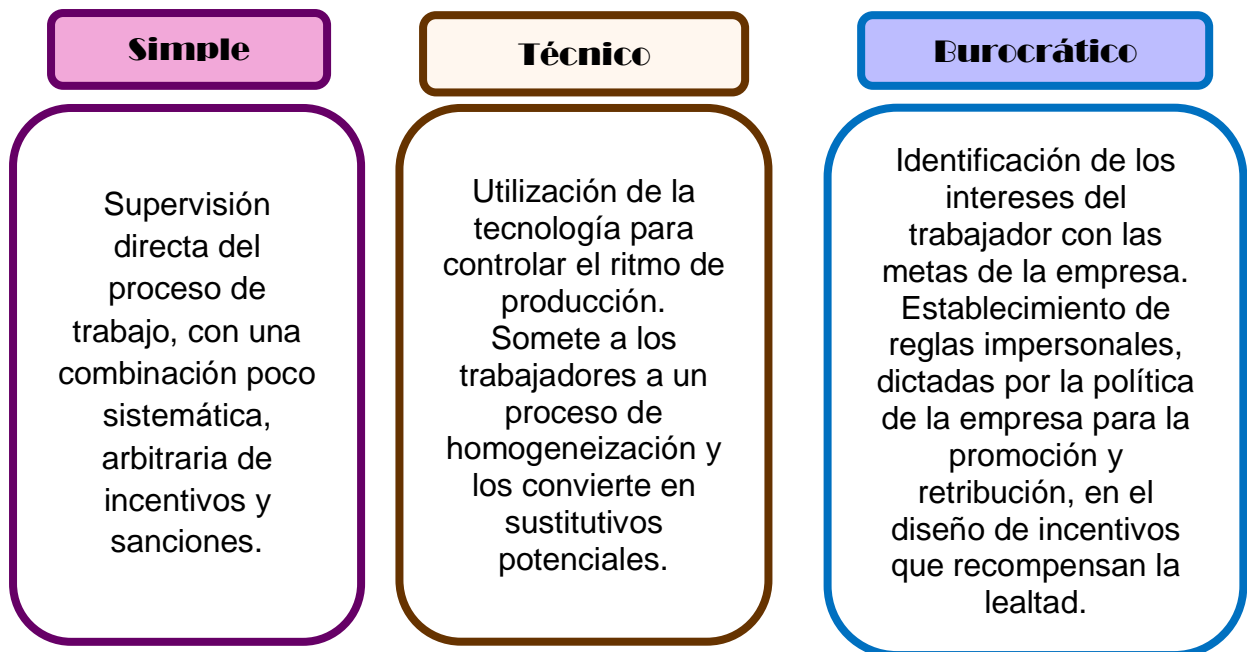 Simple
Supervisión
directa del
proceso de
trabajo, con una
combinación poco
sistemática,
arbitraria de
incentivos y
sanciones.
Técnico
Utilización de la
tecnología para
controlar el ritmo de
producción.
Somete a los
trabajadores a un
proceso de
homogeneización y
los convierte en
sustitutivos
potenciales.
Burocrático
Identificación de los
intereses del
trabajador con las
metas de la empresa.
Establecimiento de
reglas impersonales,
dictadas por la política
de la empresa para la
promoción y
retribución, en el
diseño de incentivos
que recompensan la
lealtad.